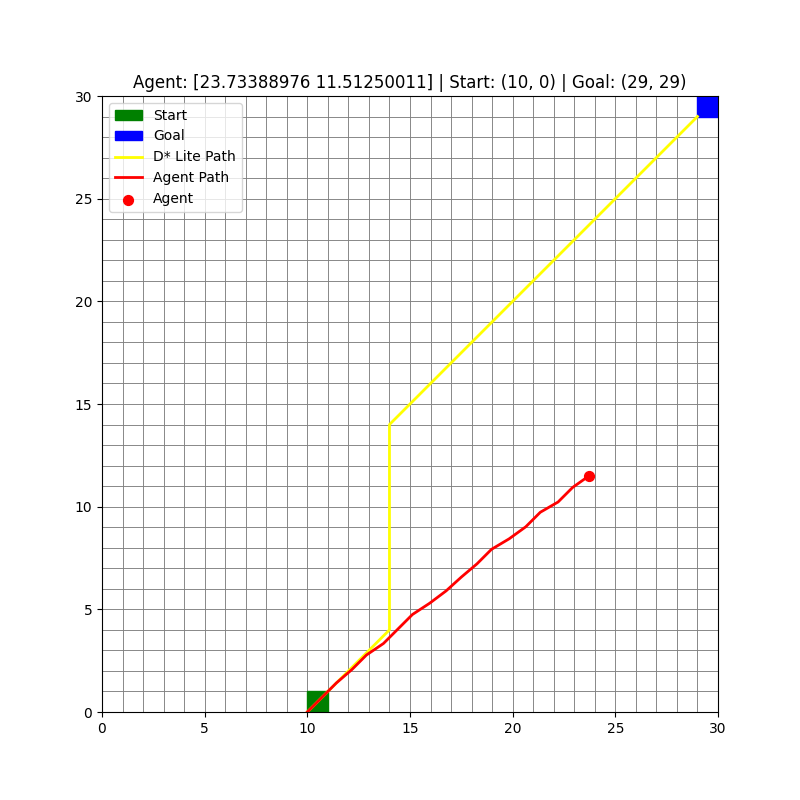 Agent: [23.73388976 11.51250011] | Start: (10, 0) | Goal: (29, 29)
Start
Goal
D* Lite Path
Agent Path
Agent
30
25
20
15
10
5
0
0 5 10 15 20 25 30